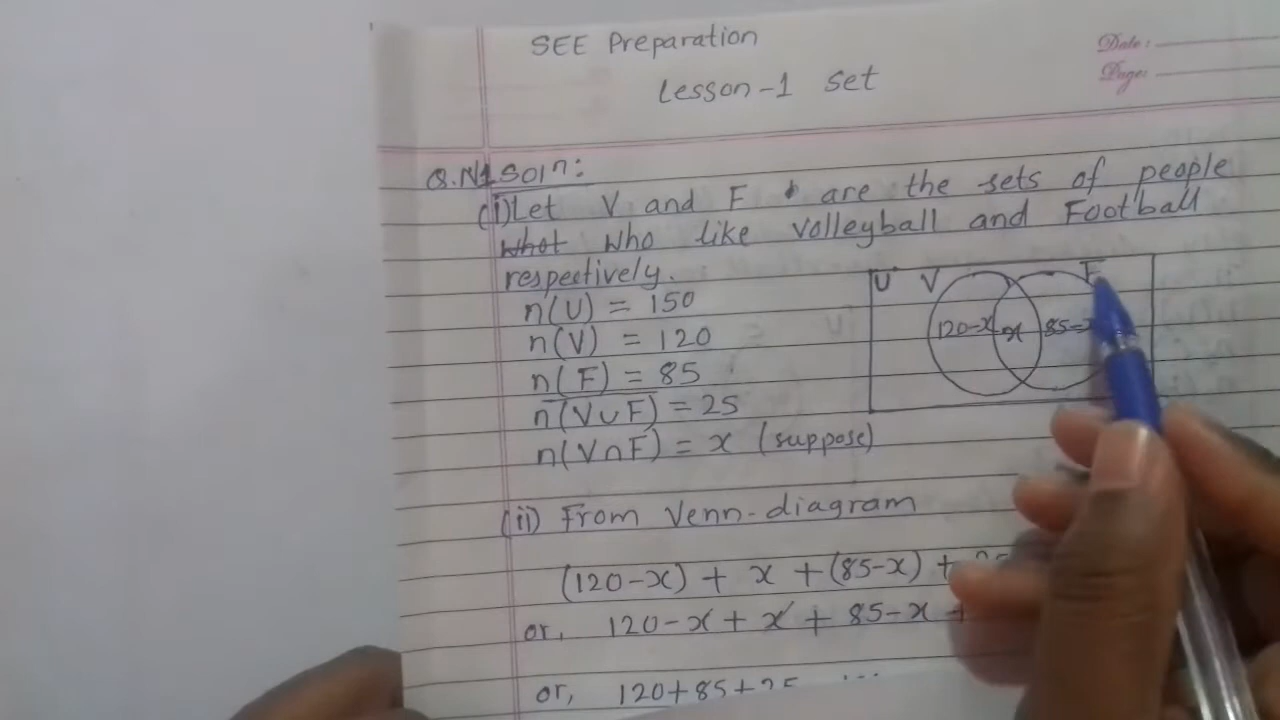 SEE Preparation
Date:
Lesson-1 set
Page:
Q.N1 Soln:
(i) Let V and F are the sets of people
what who like volleyball and Football
respectively.
U V F
n(U) = 150
120-x x 85-x
n(V) = 120
n(F) = 85
n(V∪F) = 25
n(V∩F) = x (suppose)
(ii) From Venn-diagram
(120-x) + x + (85-x) +
or, 120-x + x + 85-x +
or, 120+85+25